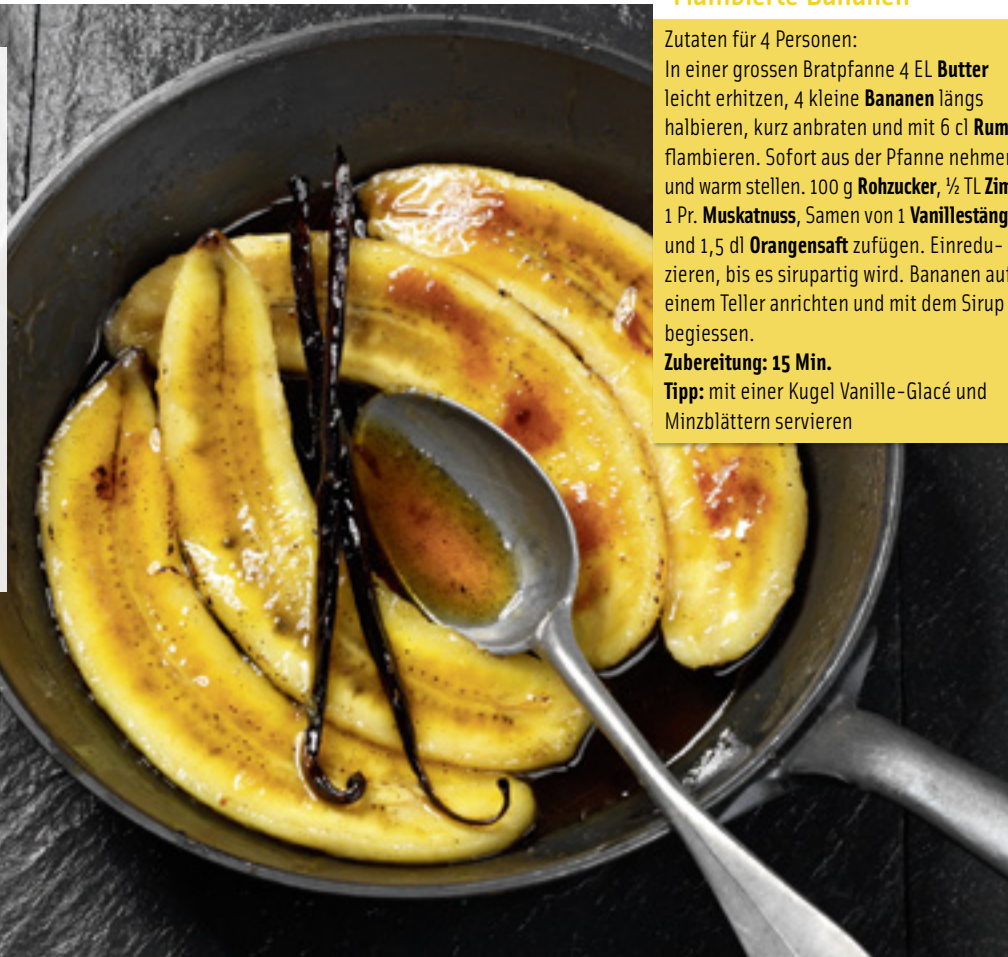 Flambierte Bananen
Zutaten für 4 Personen:
In einer grossen Bratpfanne 4 EL Butter
leicht erhitzen, 4 kleine Bananen längs
halbieren, kurz anbraten und mit 6 cl Rum
flambieren. Sofort aus der Pfanne nehmen
und warm stellen. 100 g Rohzucker, ½ TL
1 Pr. Muskatnuss, Samen von 1
und 1,5 dl Orangensaft zufügen. Einredu-
zieren, bis es sirupartig wird. Bananen auf
einem Teller anrichten und mit dem Sirup
begiessen.
Zubereitung: 15 Min.
Tipp: mit einer Kugel Vanille-Glacé und
Minzblättern servieren